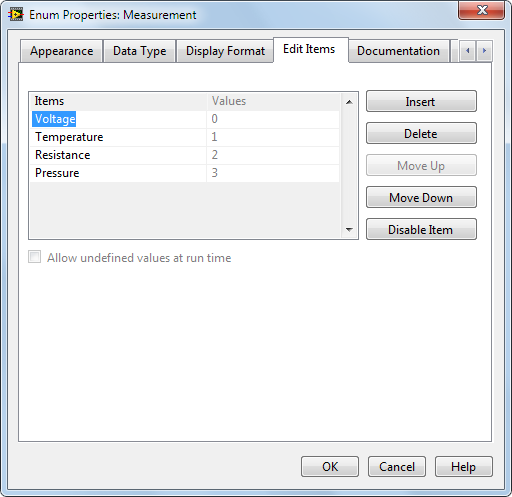 Enum Properties: Measurement
Appearance Data Type Display Format Edit Items Documentation
Items Values
Voltage 0
Temperature 1
Resistance 2
Pressure 3
Insert
Delete
Move Up
Move Down
Disable Item
Allow undefined values at run time
OK Cancel Help